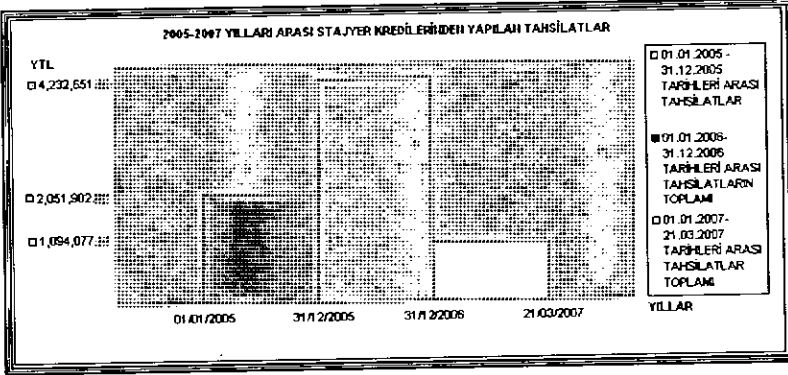 2005-2007 YILLARI ARASI STAJYER KREDİLERİNDEN YAPILAN TAHSİLATLAR
YTL
4,232,651
2,051,902
1,094,077
01/01/2005
31/12/2005
31/12/2006
21/03/2007
YILLAR
01.01.2005-
31.12.2005
TARİHLERİ ARASI
TAHSİLATLAR
01.01.2006-
31.12.2006
TARİHLERİ ARASI
TAHSİLATLARIN
TOPLAMI
01.01.2007-
21.03.2007
TARİHLERİ ARASI
TAHSİLATLAR
TOPLAMI